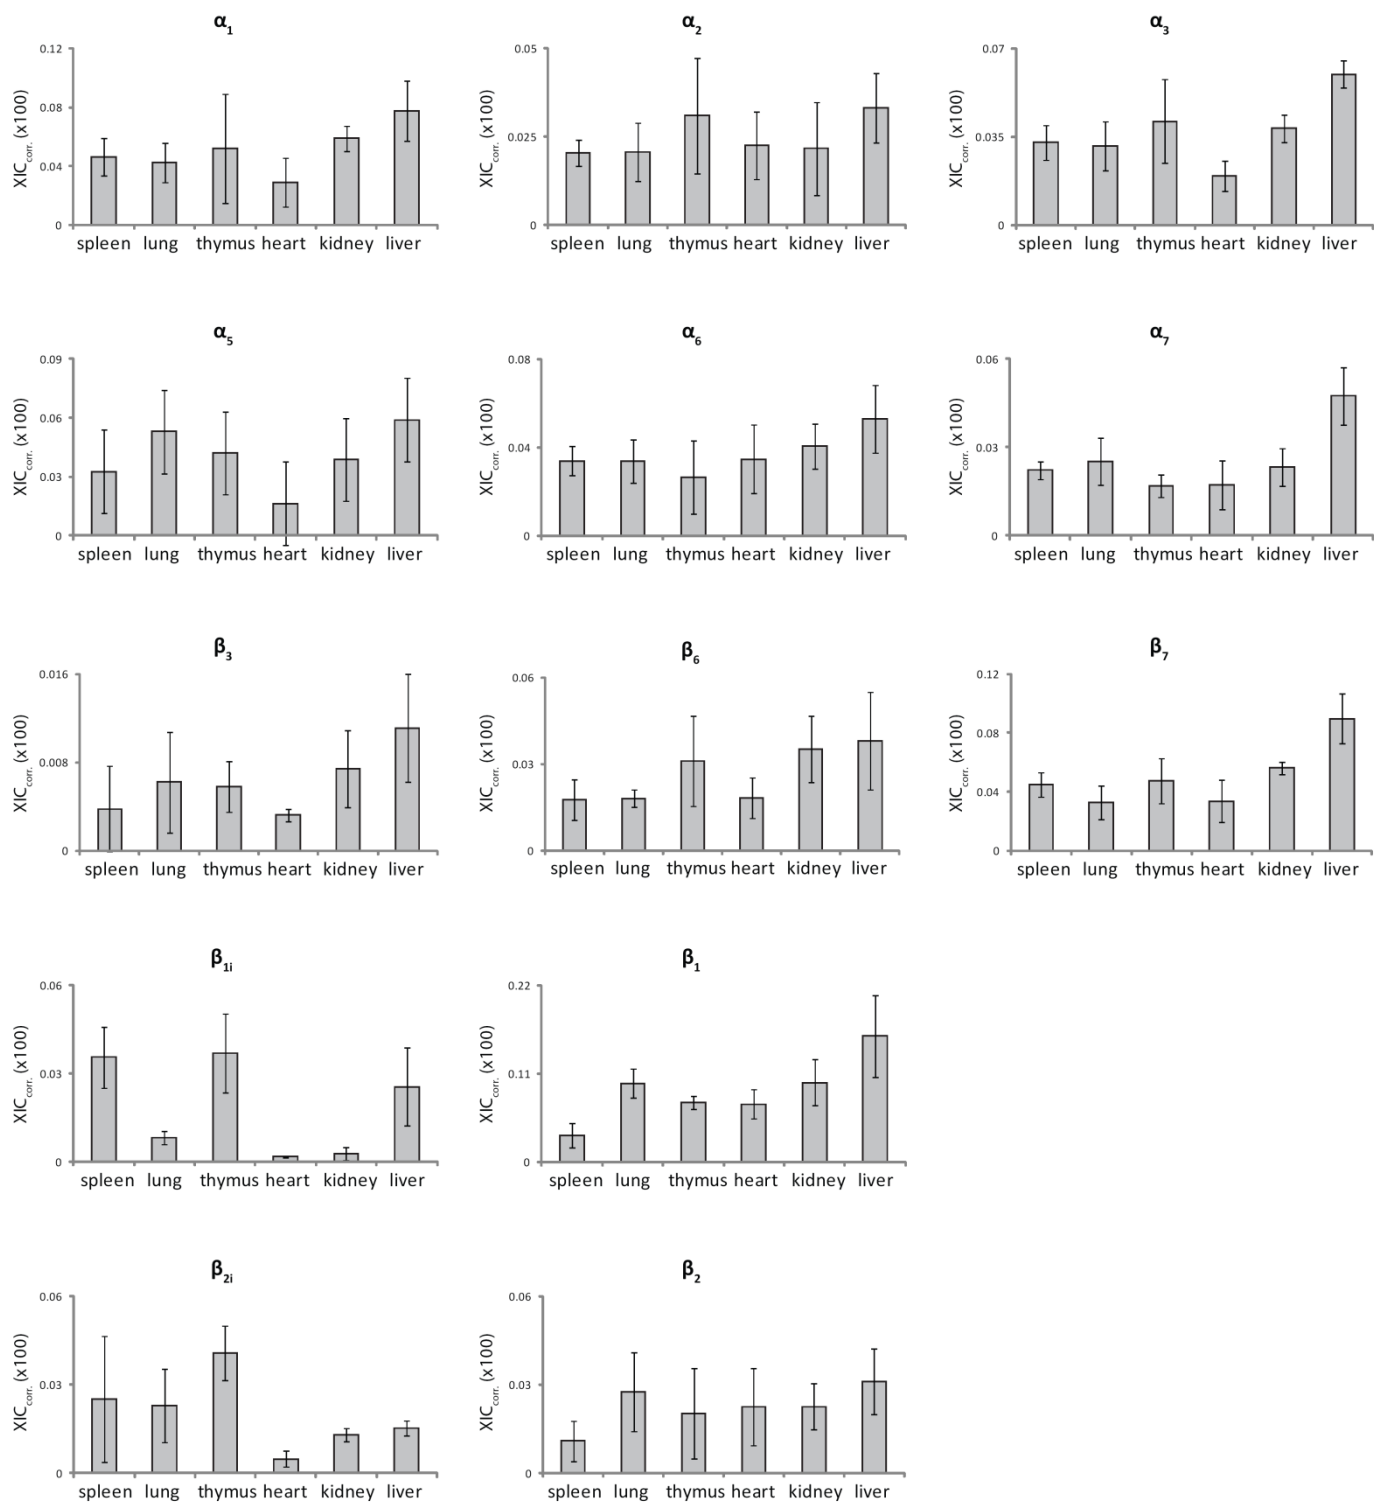 α1
0.12
0.08
0.04
0
XICcorr. (x100)
spleen lung thymus heart kidney liver
α2
0.05
0.025
0
XICcorr. (x100)
spleen lung thymus heart kidney liver
α3
0.07
0.035
0
XICcorr. (x100)
spleen lung thymus heart kidney liver
α5
0.09
0.06
0.03
0
XICcorr. (x100)
spleen lung thymus heart kidney liver
α6
0.08
0.04
0
XICcorr. (x100)
spleen lung thymus heart kidney liver
α7
0.06
0.03
0
XICcorr. (x100)
spleen lung thymus heart kidney liver
β3
0.016
0.008
0
XICcorr. (x100)
spleen lung thymus heart kidney liver
β6
0.06
0.03
0
XICcorr. (x100)
spleen lung thymus heart kidney liver
β7
0.12
0.08
0.04
0
XICcorr. (x100)
spleen lung thymus heart kidney liver
β1i
0.06
0.03
0
XICcorr. (x100)
spleen lung thymus heart kidney liver
β1
0.22
0.11
0
XICcorr. (x100)
spleen lung thymus heart kidney liver
β2i
0.06
0.03
0
XICcorr. (x100)
spleen lung thymus heart kidney liver
β2
0.06
0.03
0
XICcorr. (x100)
spleen lung thymus heart kidney liver